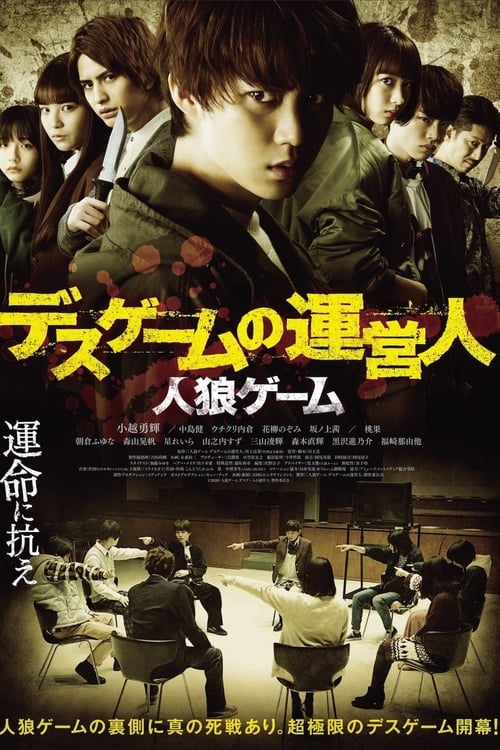 デスゲームの運営人
人狼ゲーム
小越勇輝 / 中島健 ウチクリ内倉 花柳のぞみ 坂ノ上茜 / 桃果
朝倉ふゆな 森山晃帆 星れいら 山之内すず 三山凌輝 森本直輝 黒沢進乃介 福崎那由他
運命に抗え
人狼ゲームの裏側に真の死戦あり。超極限のデスゲーム開幕!